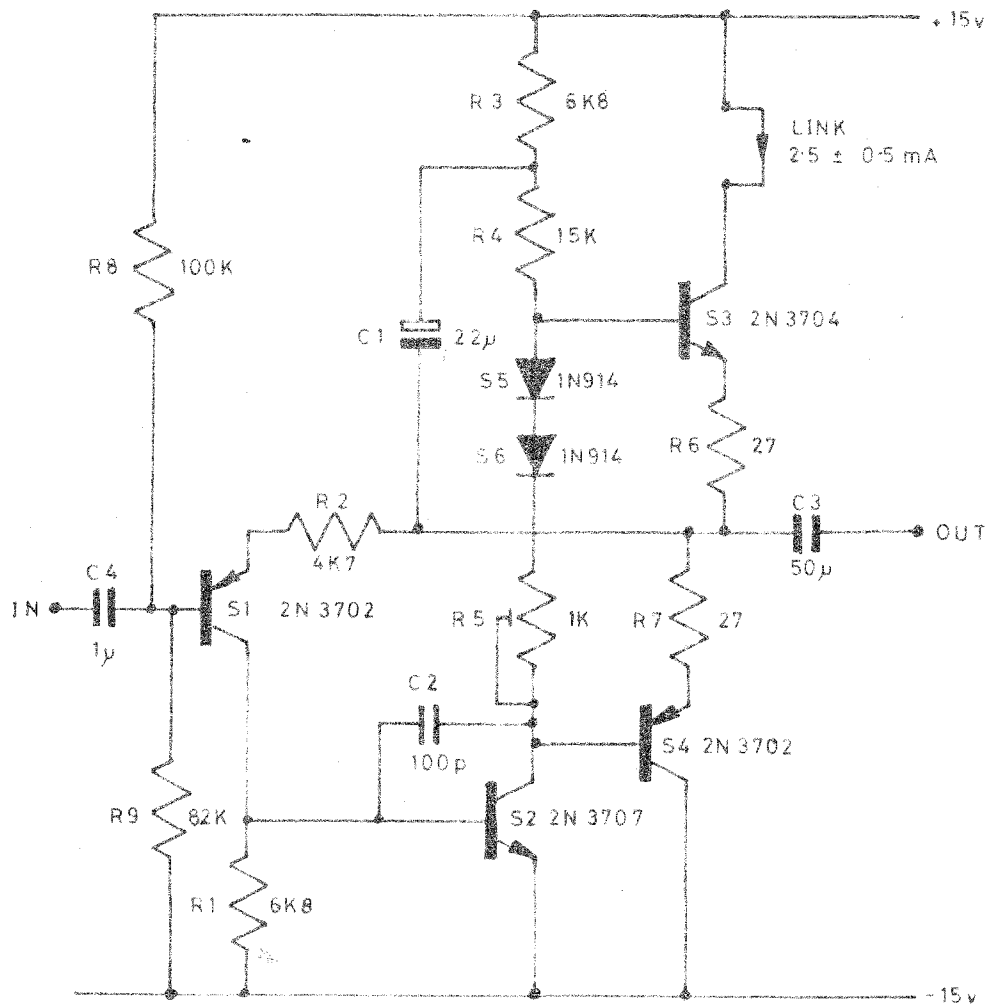 +15v
R3 6K8
LINK
2·5 ± 0·5mA
R4 15K
R8 100K
S3 2N3704
C1 22µ
S5 1N914
S6 1N914
R6 27
R2
4K7
C3
50µ
OUT
C4
1µ
IN
S1 2N3702
R5 1K
R7 27
C2
100p
S4 2N3702
R9 82K
S2 2N3707
R1 6K8
-15v